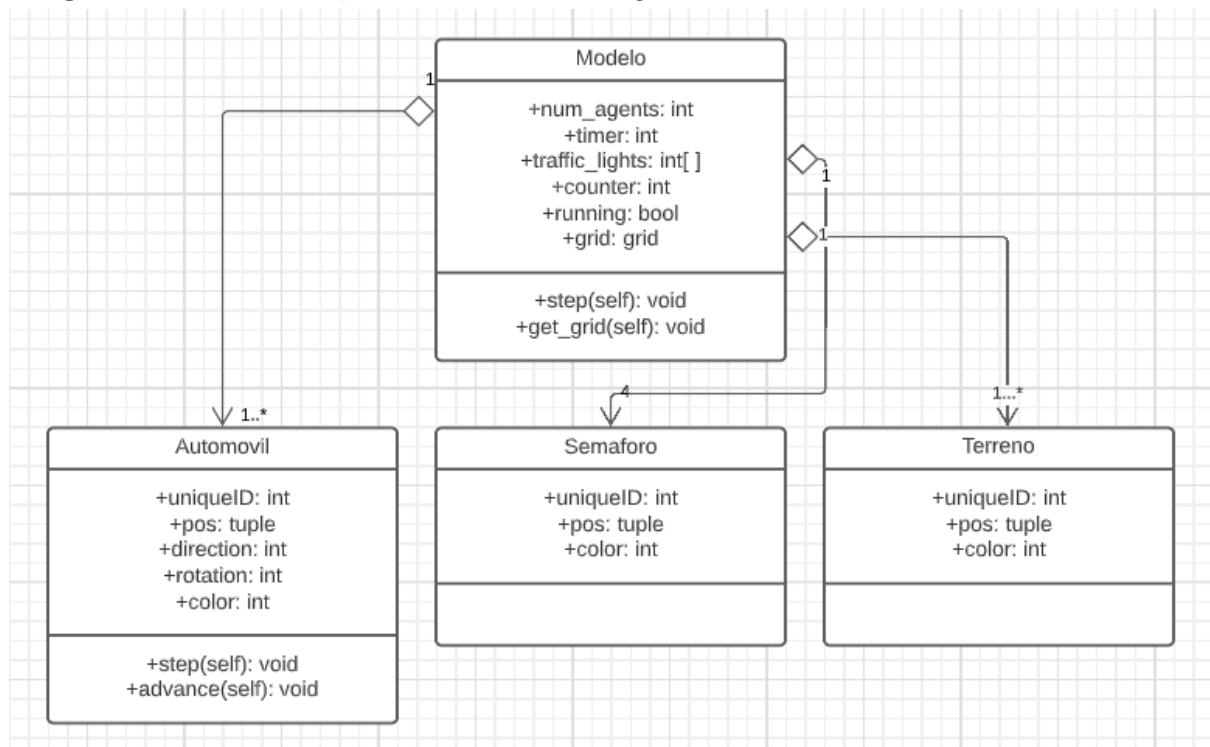 Modelo
1
+num_agents: int
+timer: int
+traffic_lights: int[ ]
+counter: int
+running: bool
+grid: grid
1
1
+step(self): void
+get_grid(self): void
1..*
4
1...*
Automovil
+uniqueID: int
+pos: tuple
+direction: int
+rotation: int
+color: int
+step(self): void
+advance(self): void
Semaforo
+uniqueID: int
+pos: tuple
+color: int
Terreno
+uniqueID: int
+pos: tuple
+color: int